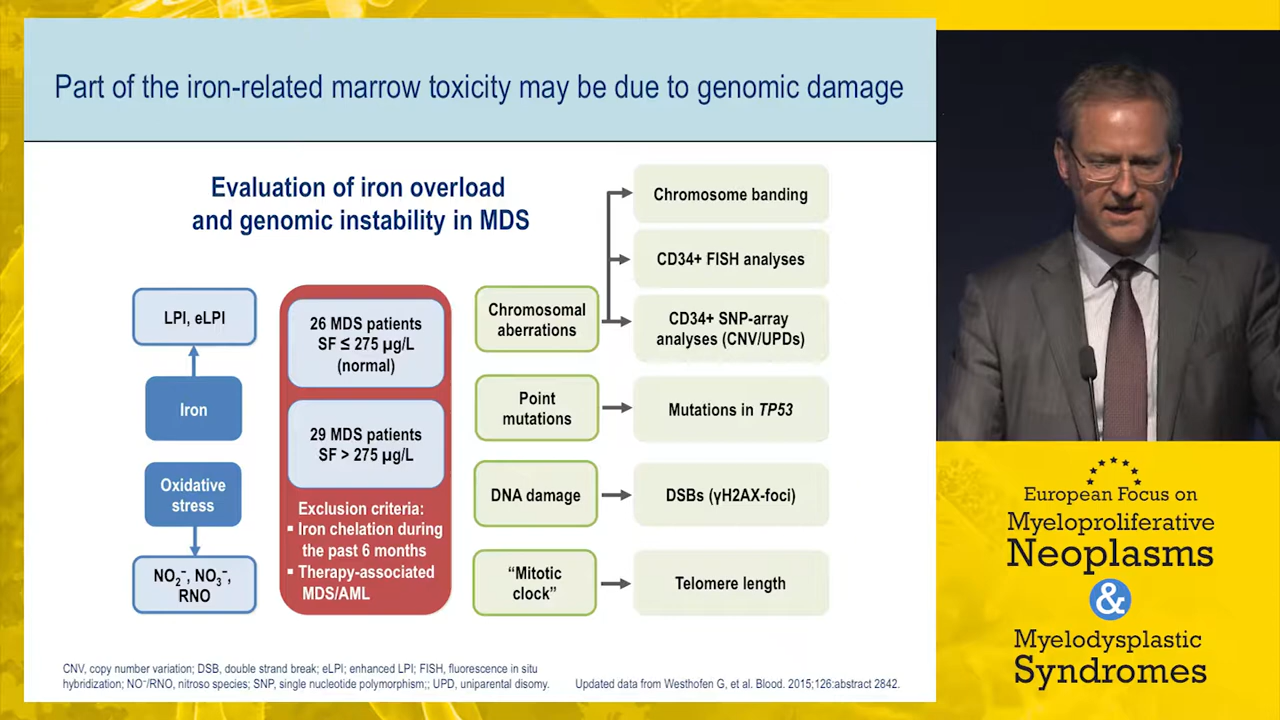 Part of the iron-related marrow toxicity may be due to genomic damage
Evaluation of iron overload
and genomic instability in MDS
LPI, eLPI
Iron
Oxidative
stress
NO₂⁻, NO₃⁻,
RNO
26 MDS patients
SF ≤ 275 µg/L
(normal)
29 MDS patients
SF > 275 µg/L
Exclusion criteria:
▪ Iron chelation during
the past 6 months
▪ Therapy-associated
MDS/AML
Chromosomal
aberrations
Chromosome banding
CD34+ FISH analyses
CD34+ SNP-array
analyses (CNV/UPDs)
Point
mutations
Mutations in TP53
DNA damage
DSBs (γH2AX-foci)
“Mitotic
clock”
Telomere length
CNV, copy number variation; DSB, double strand break; eLPI; enhanced LPI; FISH, fluorescence in situ
hybridization; NO⁻/RNO, nitroso species; SNP, single nucleotide polymorphism;; UPD, uniparental disomy.
Updated data from Westhofen G, et al. Blood. 2015;126:abstract 2842.
European Focus on
Myeloproliferative
Neoplasms
&
Myelodysplastic
Syndromes